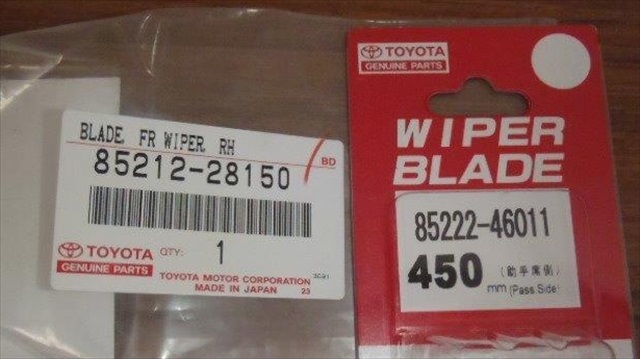 BLADE, FR WIPER, RH
85212-28150
BD
TOYOTA
GENUINE PARTS
QTY:
1
TOYOTA MOTOR CORPORATION
MADE IN JAPAN
23
TOYOTA
GENUINE PARTS
WIPER
BLADE
85222-46011
450 mm
(助手席側)
(Pass.Side)